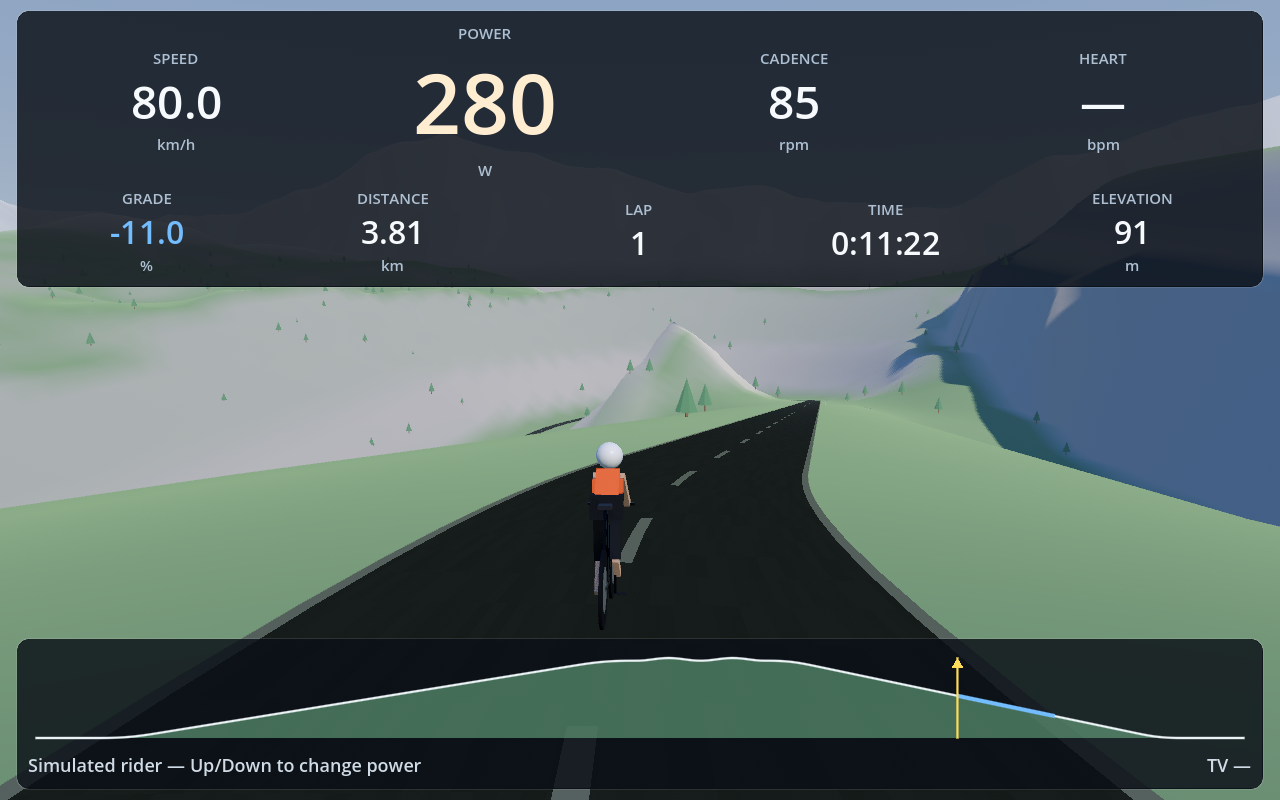 SPEED
80.0
km/h
POWER
280
W
CADENCE
85
rpm
HEART
—
bpm
GRADE
-11.0
%
DISTANCE
3.81
km
LAP
1
TIME
0:11:22
ELEVATION
91
m
Simulated rider — Up/Down to change power
TV —